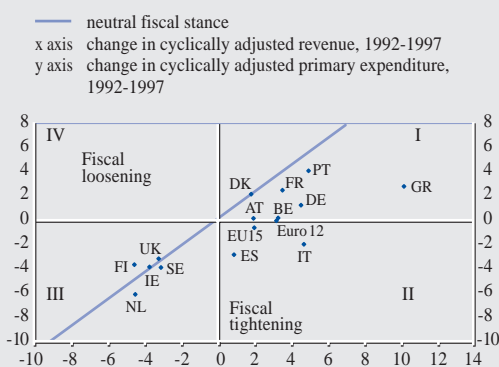 neutral fiscal stance
x axis change in cyclically adjusted revenue, 1992-1997
y axis change in cyclically adjusted primary expenditure,
1992-1997
8 8
IV I
6 6
Fiscal
loosening
PT
4 4
DK FR GR
2 2
AT BE DE
0 0
EU15 Euro 12
-2 -2
UK ES IT
FI SE
-4 -4
IE
III II
-6 -6
NL Fiscal
tightening
-8 -8
-10 -10
-10 -8 -6 -4 -2 0 2 4 6 8 10 12 14